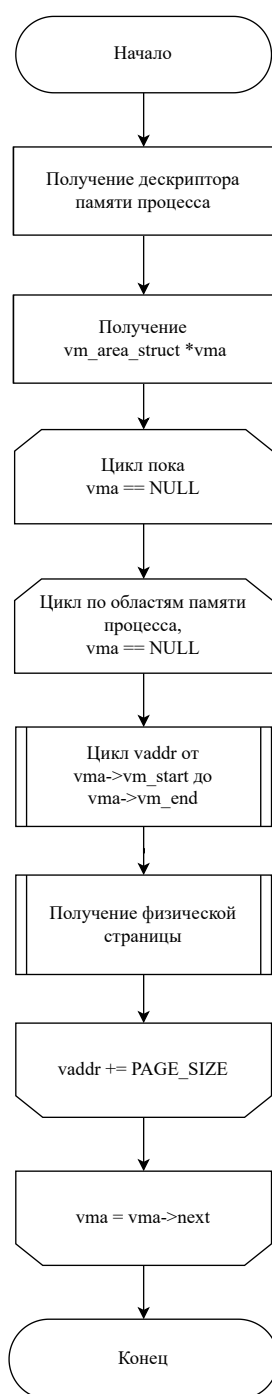 Начало
Получение дескриптора
памяти процесса
Получение
vm_area_struct *vma
Цикл пока
vma == NULL
Цикл по областям памяти
процесса,
vma == NULL
Цикл vaddr от
vma->vm_start до
vma->vm_end
Получение физической
страницы
vaddr += PAGE_SIZE
vma = vma->next
Конец